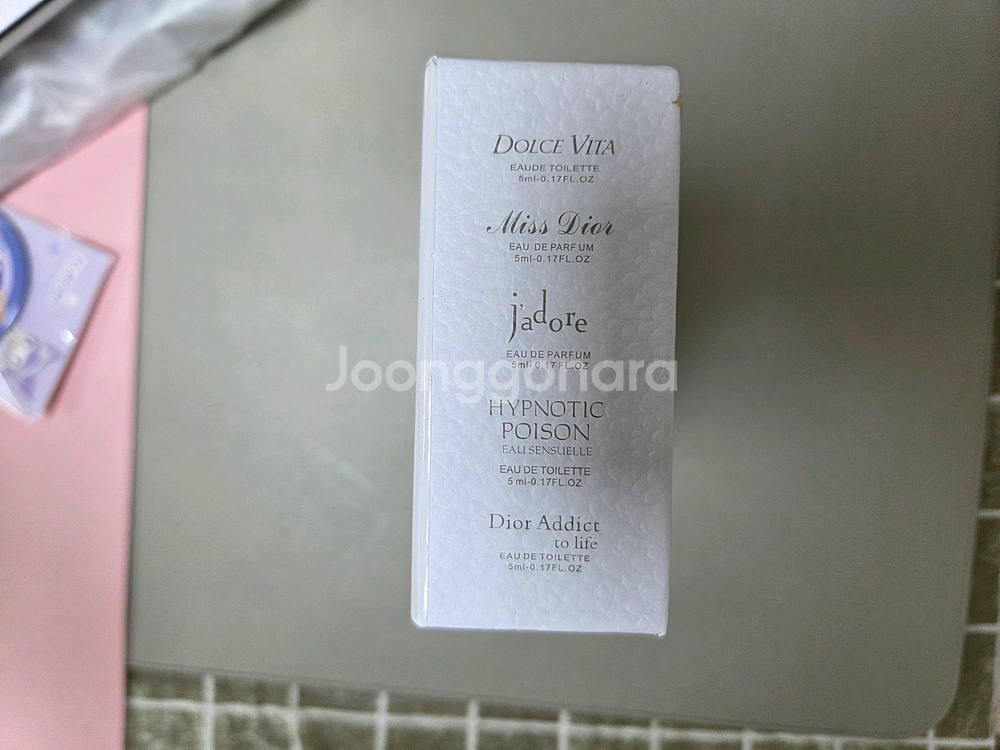 DOLCE VITA
EAUDE TOILETTE
5ml-0.17FL.OZ
Miss Dior
EAU DE PARFUM
5ml-0.17FL.OZ
j'adore
EAU DE PARFUM
5ml-0.17FL.OZ
Joonggonara
HYPNOTIC
POISON
EAU SENSUELLE
EAU DE TOILETTE
5ml-0.17FL.OZ
Dior Addict
to life
EAU DE TOILETTE
5ml-0.17FL.OZ